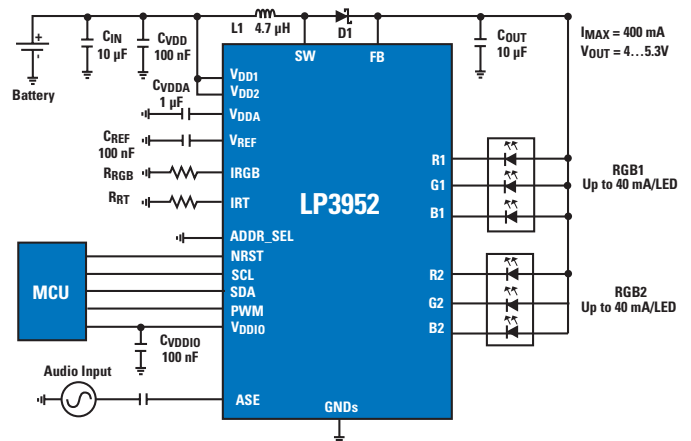 L1 4.7 µH
D1
CIN
10 µF
CVDD
100 nF
COUT
10 µF
IMAX = 400 mA
VOUT = 4...5.3V
+
-
Battery
SW
FB
VDD1
VDD2
CVDDA
1 µF
VDDA
CREF
100 nF
VREF
RRGB
IRGB
RRT
IRT
LP3952
ADDR_SEL
NRST
SCL
SDA
PWM
VDDIO
MCU
CVDDIO
100 nF
Audio Input
ASE
GNDs
R1
G1
B1
RGB1
Up to 40 mA/LED
R2
G2
B2
RGB2
Up to 40 mA/LED